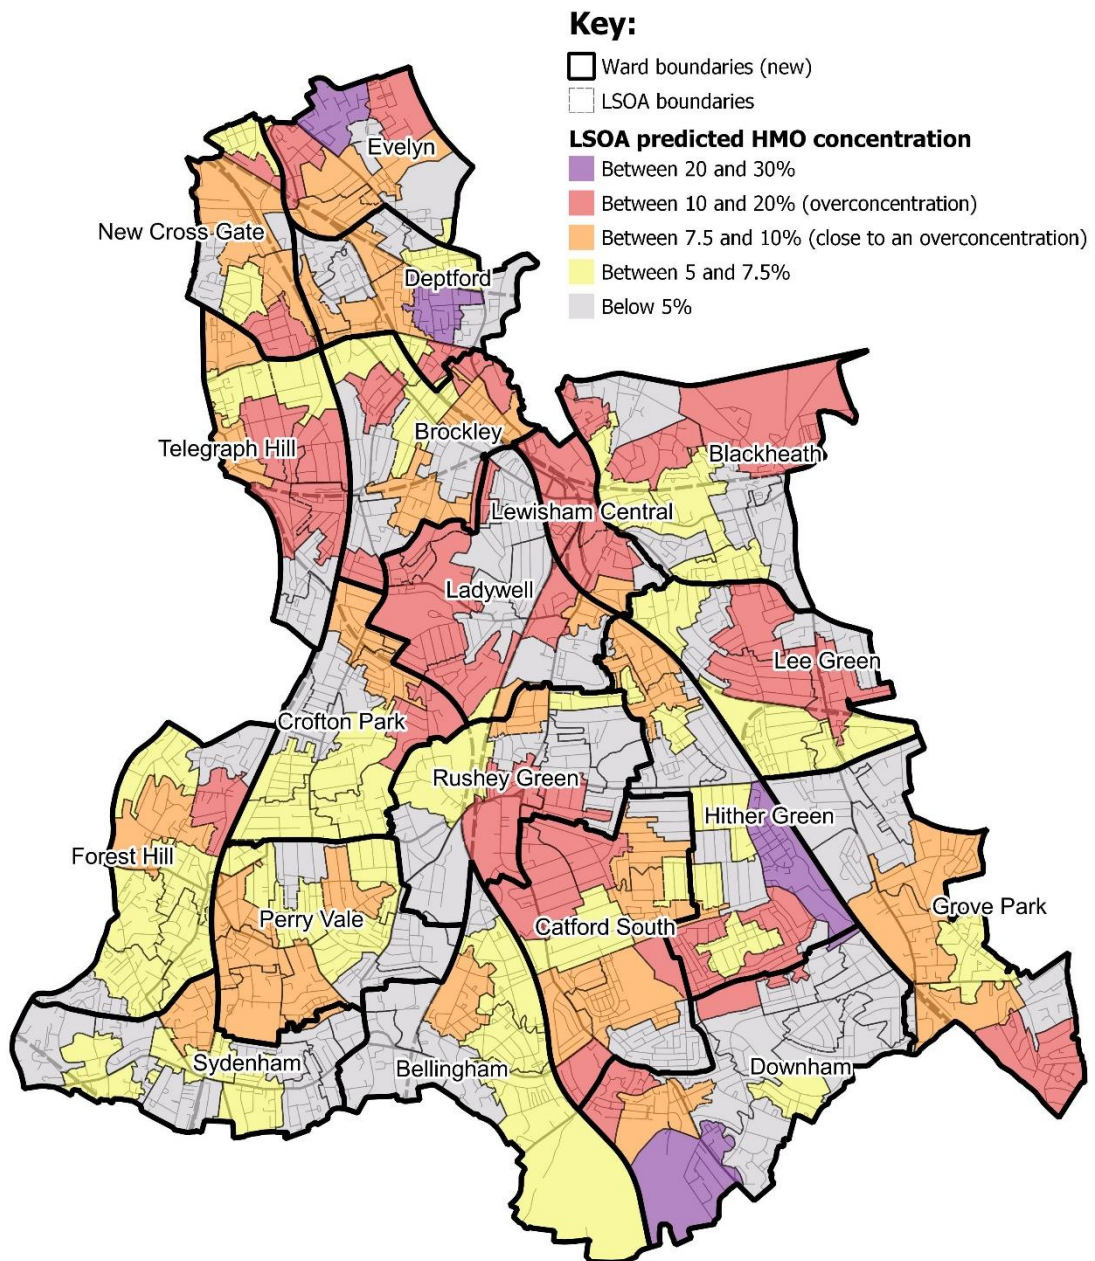 Key:
Ward boundaries (new)
LSOA boundaries
LSOA predicted HMO concentration
Between 20 and 30%
Between 10 and 20% (overconcentration)
Between 7.5 and 10% (close to an overconcentration)
Between 5 and 7.5%
Below 5%
Evelyn
New Cross Gate
Deptford
Brockley
Telegraph Hill
Blackheath
Lewisham Central
Ladywell
Lee Green
Crofton Park
Rushey Green
Hither Green
Forest Hill
Perry Vale
Catford South
Grove Park
Sydenham
Bellingham
Downham